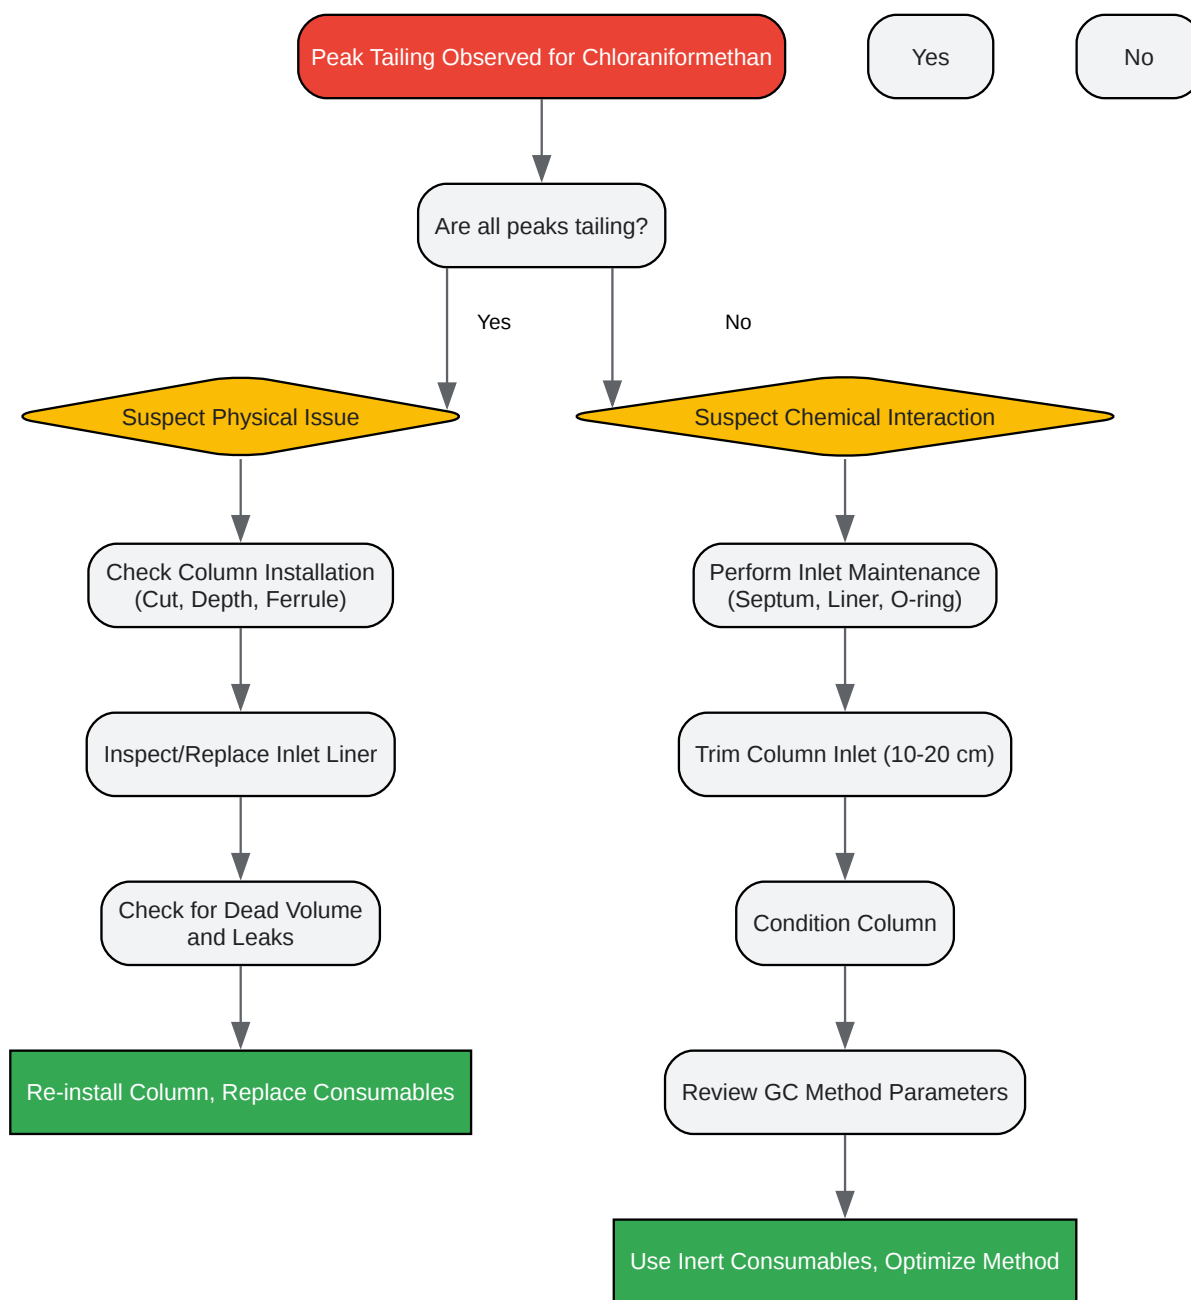 Peak Tailing Observed for Chloraniformethan
Yes
No
Are all peaks tailing?
Yes
No
Suspect Physical Issue
Suspect Chemical Interaction
Check Column Installation
(Cut, Depth, Ferrule)
Perform Inlet Maintenance
(Septum, Liner, O-ring)
Inspect/Replace Inlet Liner
Trim Column Inlet (10-20 cm)
Check for Dead Volume
and Leaks
Condition Column
Re-install Column, Replace Consumables
Review GC Method Parameters
Use Inert Consumables, Optimize Method